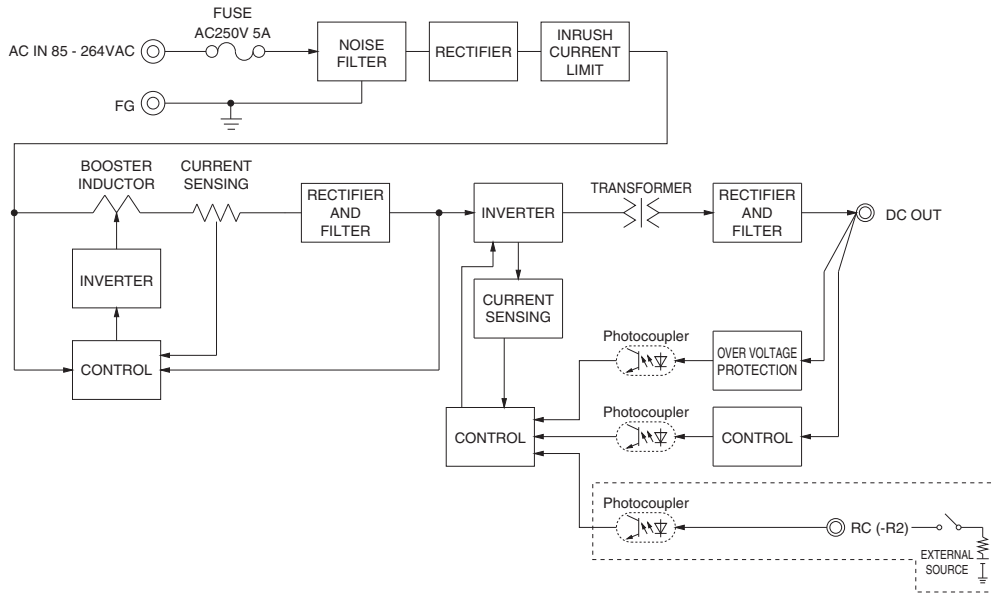 FUSE
AC250V 5A
AC IN 85 - 264VAC
NOISE
FILTER
RECTIFIER
INRUSH
CURRENT
LIMIT
FG
BOOSTER
INDUCTOR
CURRENT
SENSING
RECTIFIER
AND
FILTER
INVERTER
TRANSFORMER
RECTIFIER
AND
FILTER
DC OUT
INVERTER
CURRENT
SENSING
CONTROL
Photocoupler
OVER VOLTAGE
PROTECTION
Photocoupler
CONTROL
CONTROL
Photocoupler
RC (-R2)
EXTERNAL
SOURCE